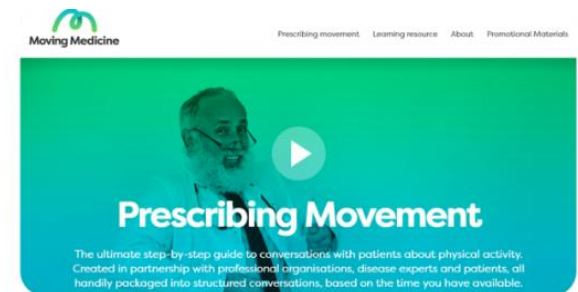 Moving Medicine
Prescribing movement Learning resource About Promotional Materials
Prescribing Movement
The ultimate step-by-step guide to conversations with patients about physical activity.
Created in partnership with professional organisations, disease experts and patients, all
handily packaged into structured conversations, based on the time you have available.